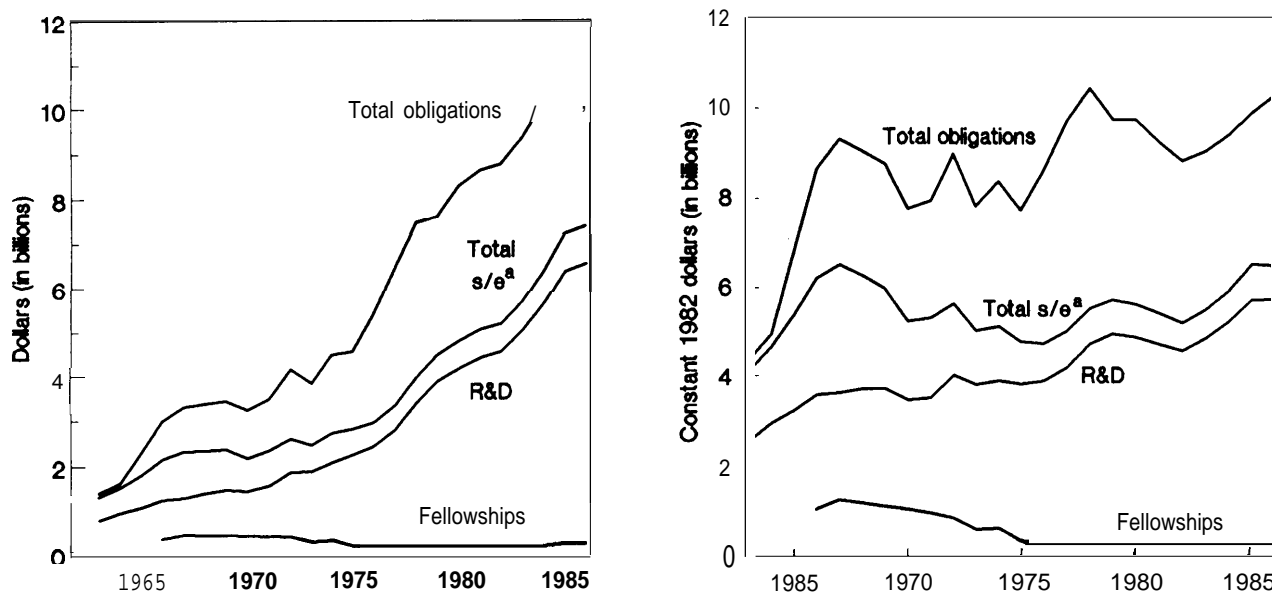 12
10
8
6
4
2
0
Dollars (in billions)
Total obligations
Total
s/eᵃ
R&D
Fellowships
1965 1970 1975 1980 1985
12
10
8
6
4
2
0
Constant 1982 dollars (in billions)
Total obligations
Total s/eᵃ
R&D
Fellowships
1985 1970 1975 1980 1985